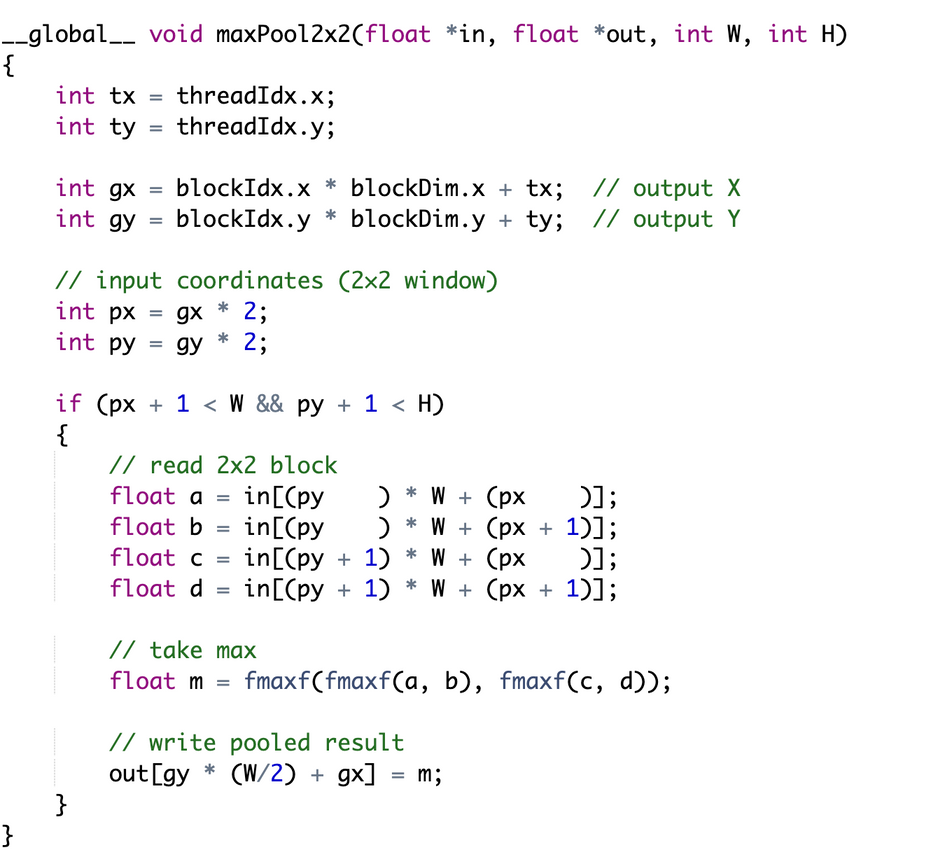 __global__ void maxPool2x2(float *in, float *out, int W, int H)
{
    int tx = threadIdx.x;
    int ty = threadIdx.y;

    int gx = blockIdx.x * blockDim.x + tx;  // output X
    int gy = blockIdx.y * blockDim.y + ty;  // output Y

    // input coordinates (2×2 window)
    int px = gx * 2;
    int py = gy * 2;

    if (px + 1 < W && py + 1 < H)
    {
        // read 2x2 block
        float a = in[(py    ) * W + (px    )];
        float b = in[(py    ) * W + (px + 1)];
        float c = in[(py + 1) * W + (px    )];
        float d = in[(py + 1) * W + (px + 1)];

        // take max
        float m = fmaxf(fmaxf(a, b), fmaxf(c, d));

        // write pooled result
        out[gy * (W/2) + gx] = m;
    }
}